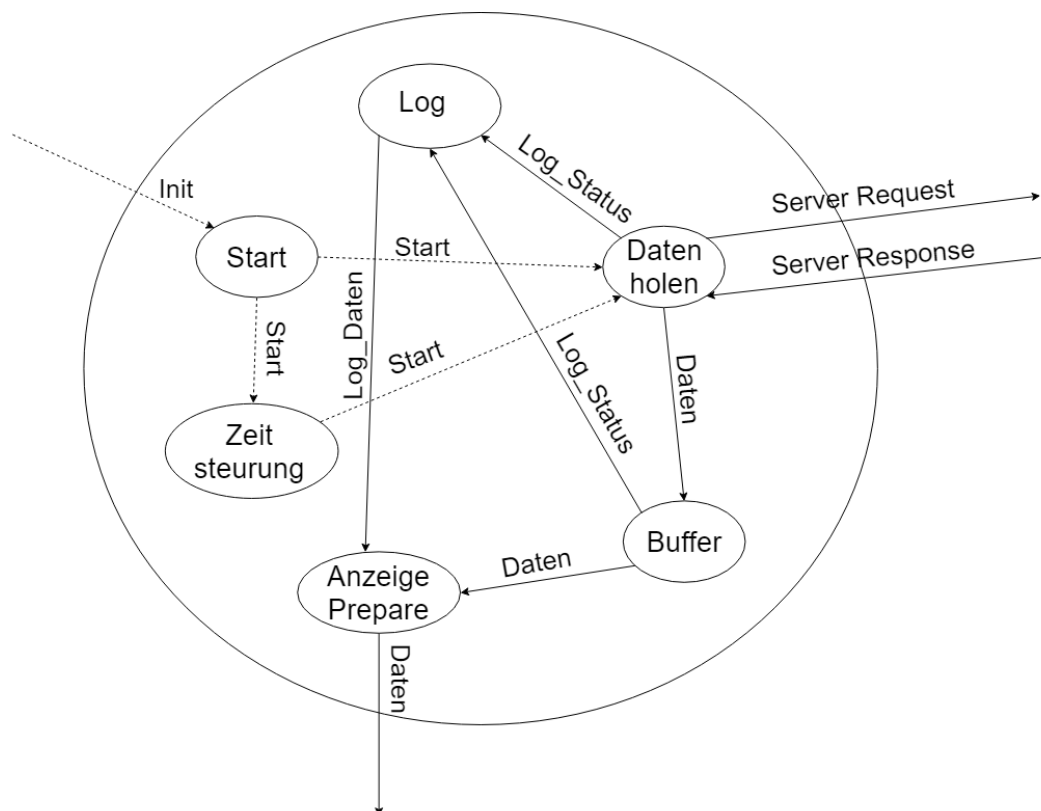 Log
Log_Status
Init
Server Request
Start
Start
Daten
holen
Server Response
Start
Log_Daten
Start
Log_Status
Daten
Zeit
steurung
Buffer
Daten
Anzeige
Prepare
Daten